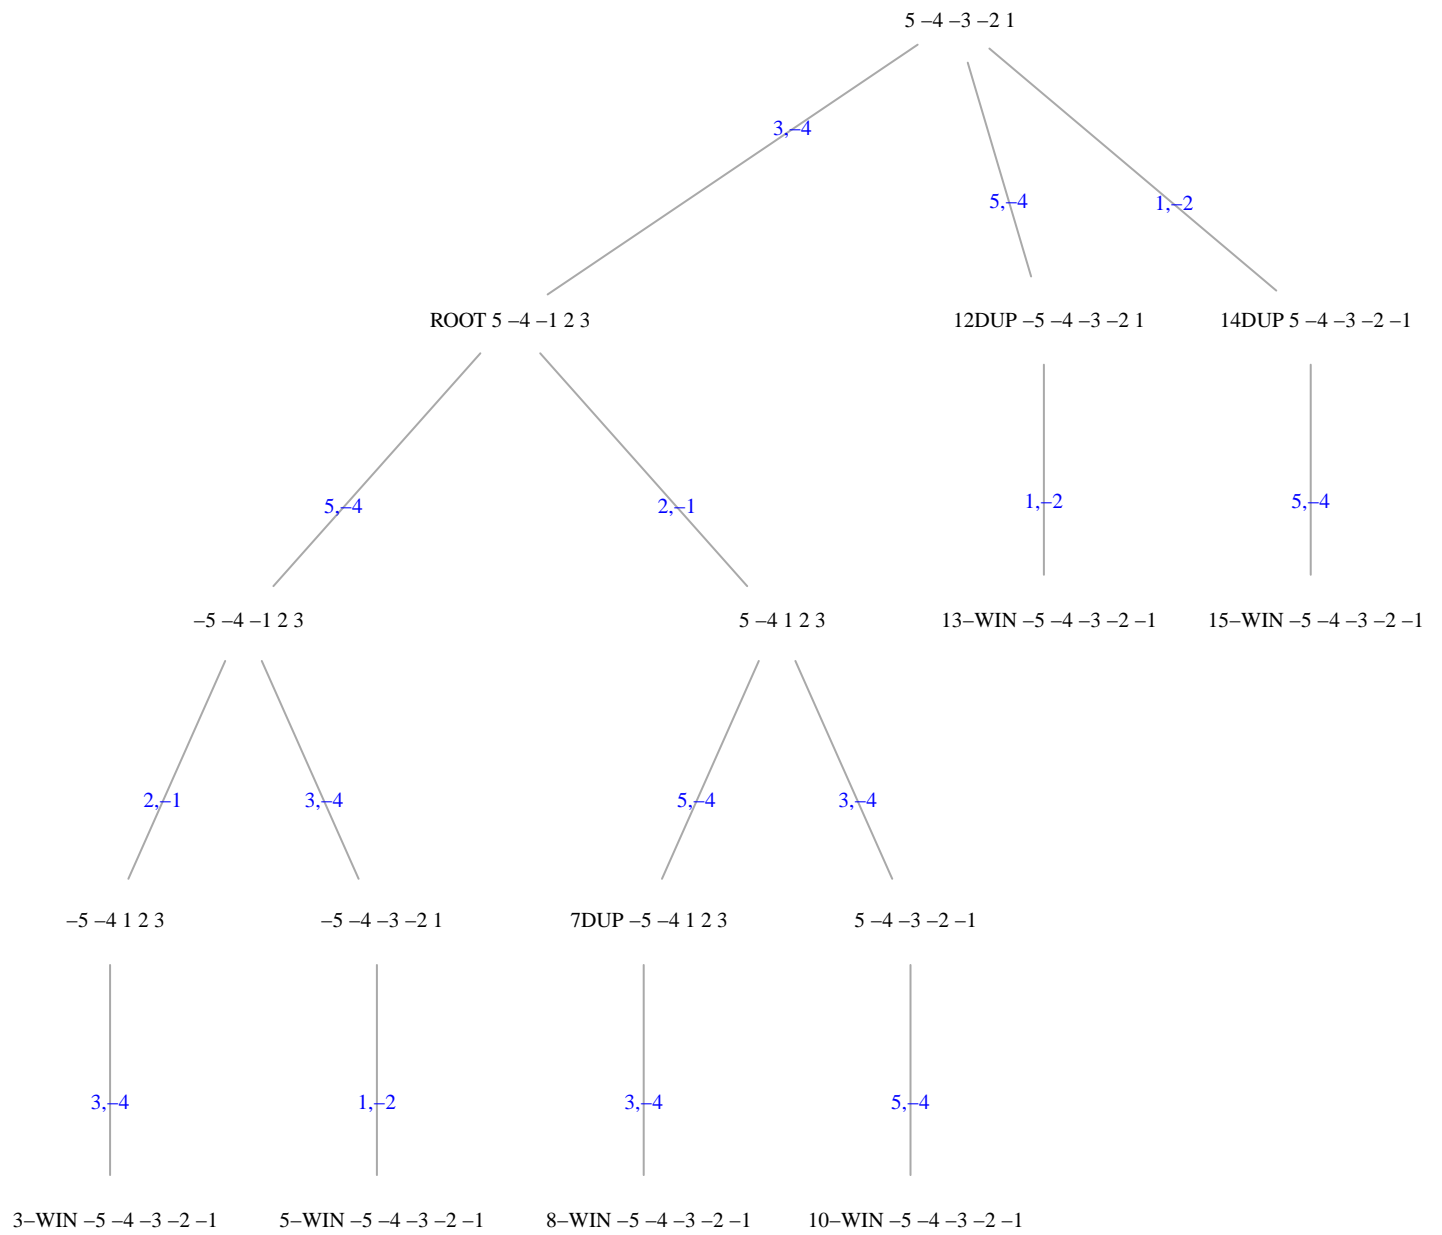 5 –4 –3 –2 1
3,–4
5,–4
1,–2
ROOT 5 –4 –1 2 3
12DUP –5 –4 –3 –2 1
14DUP 5 –4 –3 –2 –1
5,–4
2,–1
1,–2
5,–4
–5 –4 –1 2 3
5 –4 1 2 3
13–WIN –5 –4 –3 –2 –1
15–WIN –5 –4 –3 –2 –1
2,–1
3,–4
5,–4
3,–4
–5 –4 1 2 3
–5 –4 –3 –2 1
7DUP –5 –4 1 2 3
5 –4 –3 –2 –1
3,–4
1,–2
3,–4
5,–4
3–WIN –5 –4 –3 –2 –1
5–WIN –5 –4 –3 –2 –1
8–WIN –5 –4 –3 –2 –1
10–WIN –5 –4 –3 –2 –1